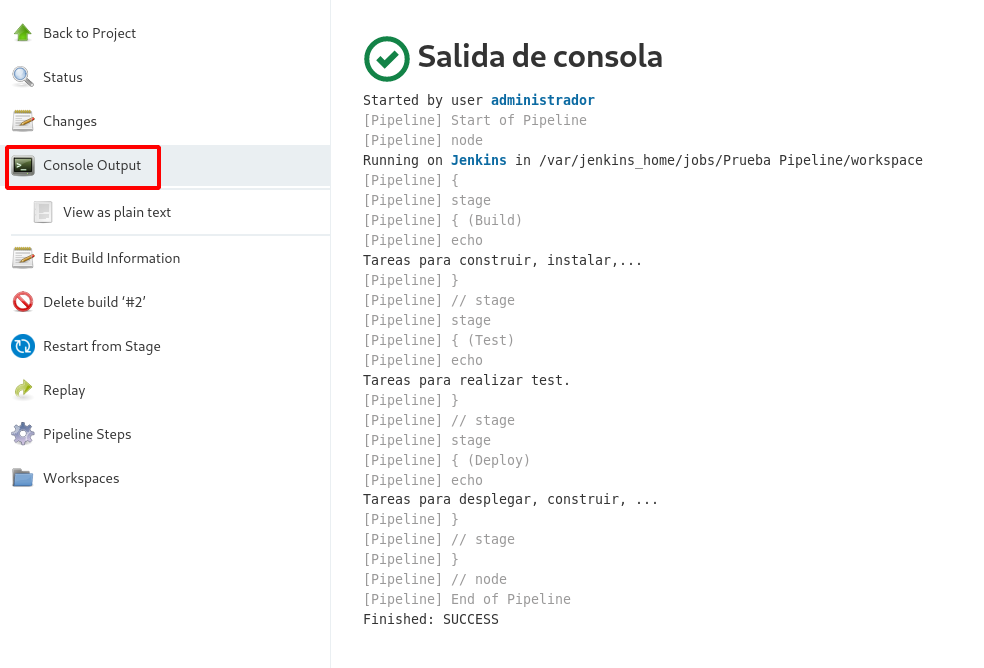 Back to Project
Status
Changes
Console Output
View as plain text
Edit Build Information
Delete build ‘#2’
Restart from Stage
Replay
Pipeline Steps
Workspaces
Salida de consola
Started by user administrador
[Pipeline] Start of Pipeline
[Pipeline] node
Running on Jenkins in /var/jenkins_home/jobs/Prueba Pipeline/workspace
[Pipeline] {
[Pipeline] stage
[Pipeline] { (Build)
[Pipeline] echo
Tareas para construir, instalar,...
[Pipeline] }
[Pipeline] // stage
[Pipeline] stage
[Pipeline] { (Test)
[Pipeline] echo
Tareas para realizar test.
[Pipeline] }
[Pipeline] // stage
[Pipeline] stage
[Pipeline] { (Deploy)
[Pipeline] echo
Tareas para desplegar, construir, ...
[Pipeline] }
[Pipeline] // stage
[Pipeline] }
[Pipeline] // node
[Pipeline] End of Pipeline
Finished: SUCCESS